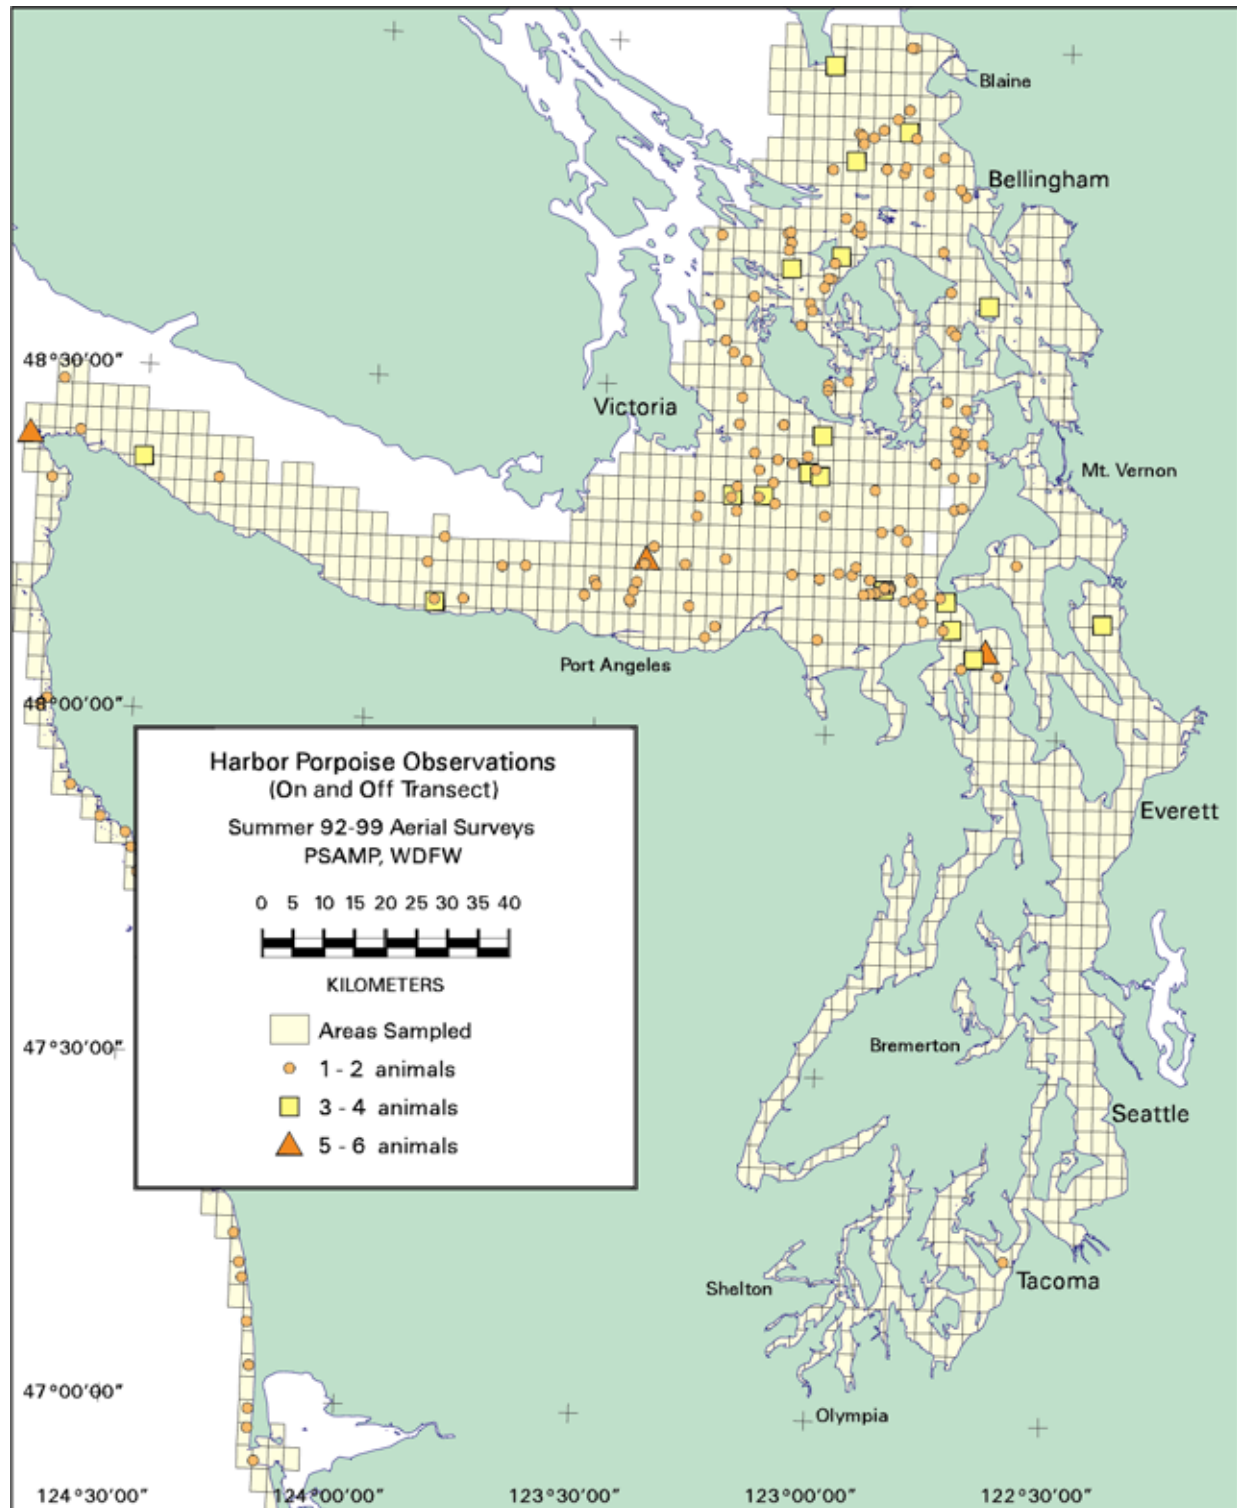 Blaine
Bellingham
48°30′00″
Victoria
Mt. Vernon
Port Angeles
48°00′00″
Harbor Porpoise Observations
(On and Off Transect)
Summer 92-99 Aerial Surveys
PSAMP, WDFW
0 5 10 15 20 25 30 35 40
KILOMETERS
Areas Sampled
1 - 2 animals
3 - 4 animals
5 - 6 animals
Everett
47°30′00″
Bremerton
Seattle
Shelton
Tacoma
47°00′00″
Olympia
124°30′00″ 124°00′00″ 123°30′00″ 123°00′00″ 122°30′00″